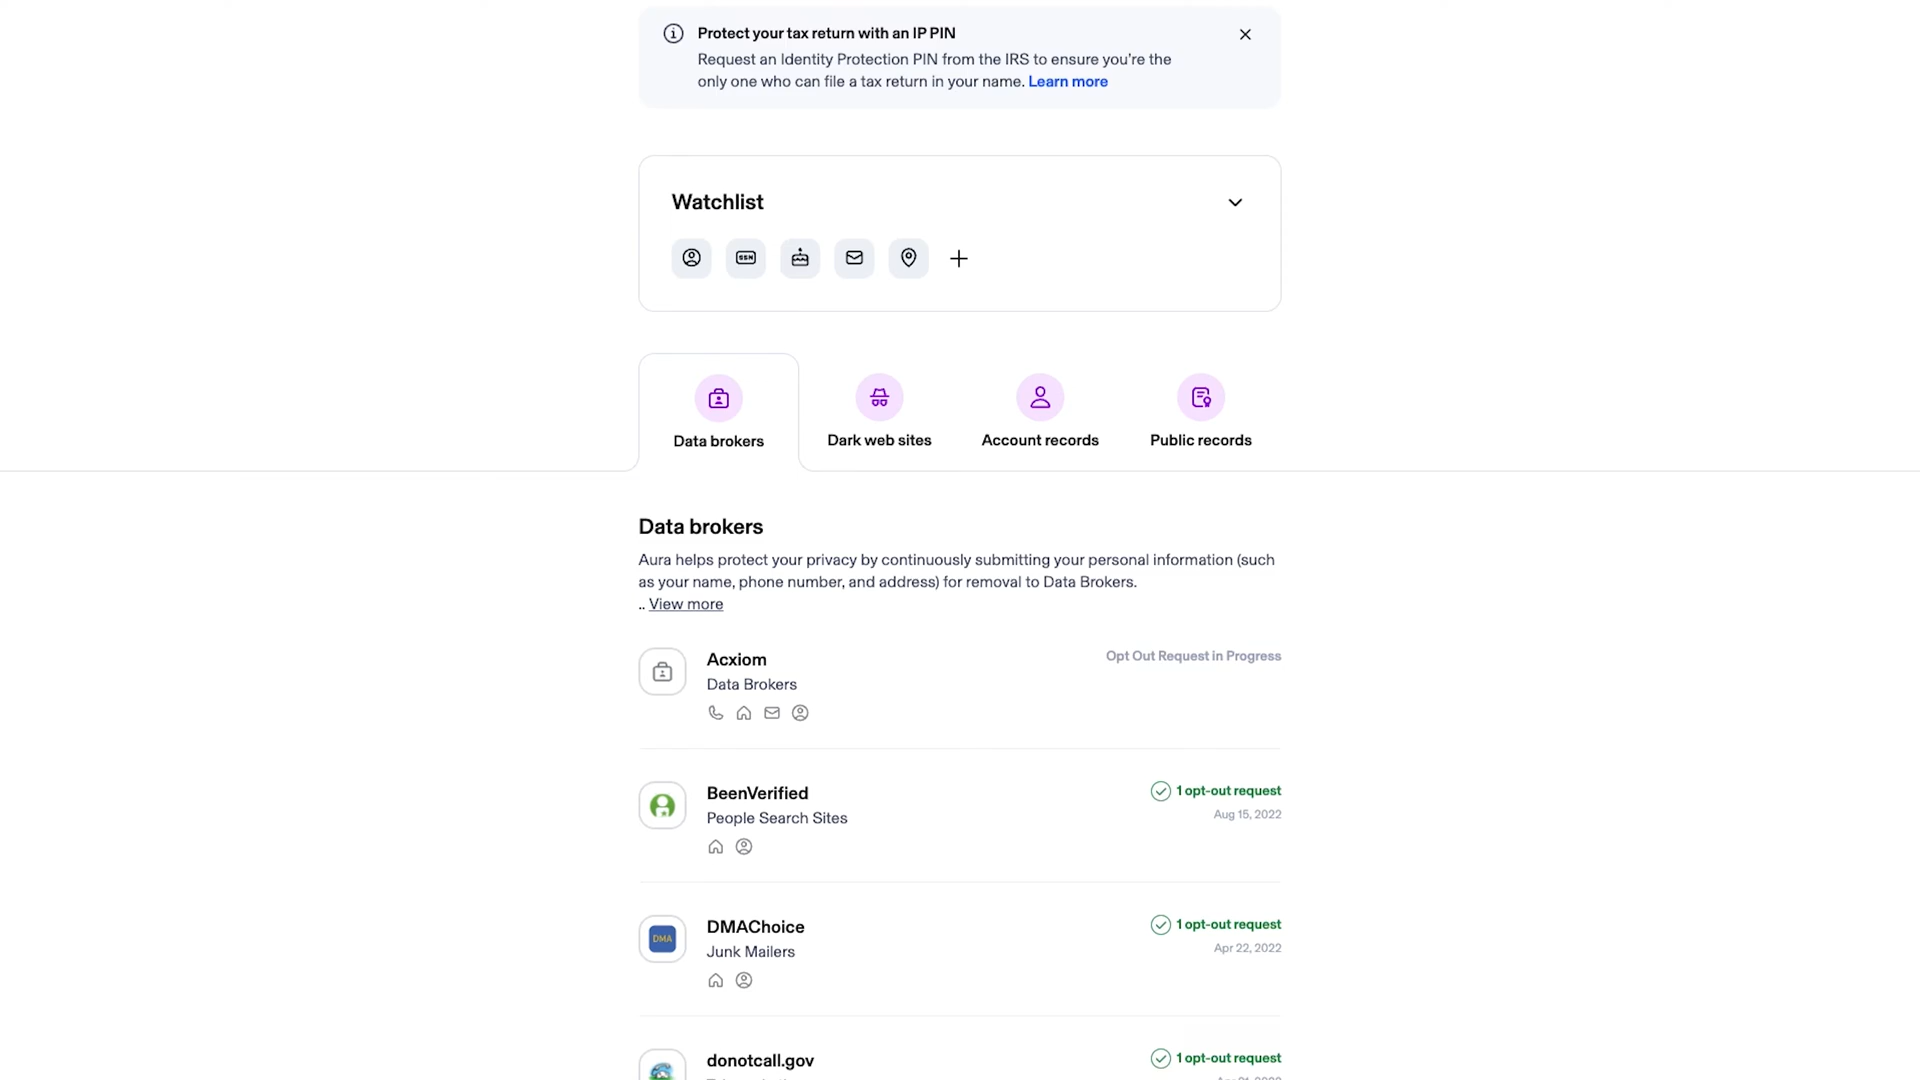 Protect your tax return with an IP PIN
Request an Identity Protection PIN from the IRS to ensure you're the
only one who can file a tax return in your name. Learn more
Watchlist
SSN
Data brokers
Dark web sites
Account records
Public records
Data brokers
Aura helps protect your privacy by continuously submitting your personal information (such
as your name, phone number, and address) for removal to Data Brokers.
.. View more
Acxiom
Opt Out Request in Progress
Data Brokers
BeenVerified
1 opt-out request
People Search Sites
Aug 15, 2022
DMA
DMAChoice
1 opt-out request
Junk Mailers
Apr 22, 2022
donotcall.gov
1 opt-out request